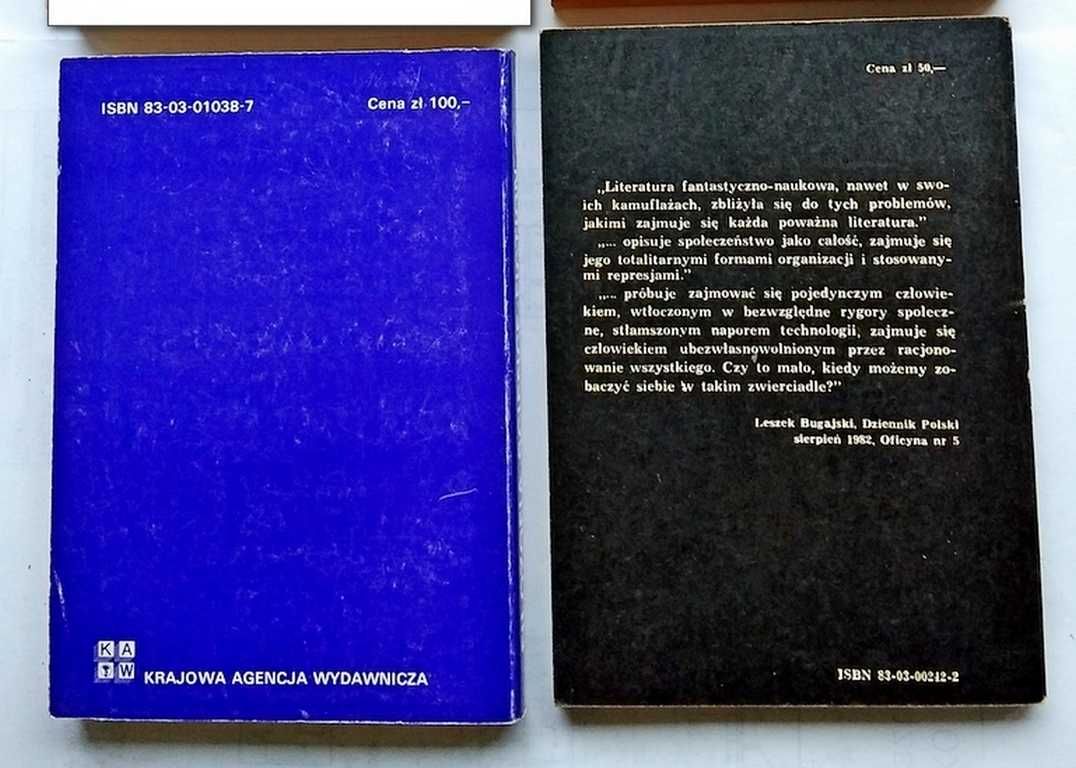 ISBN 83-03-01038-7
Cena zł 100,–
K A
W
KRAJOWA AGENCJA WYDAWNICZA
Cena zł 50,—
„Literatura fantastyczno-naukowa, nawet w swo-
ich kamuflażach, zbliżyła się do tych problemów,
jakimi zajmuje się każda poważna literatura.”
„... opisuje społeczeństwo jako całość, zajmuje się
jego totalitarnymi formami organizacji i stosowany-
mi represjami.”
„... próbuje zajmować się pojedynczym człowie-
kiem, wtłoczonym w bezwzględne rygory społecz-
ne, stłamszonym naporem technologii, zajmuje się
człowiekiem ubezwłasnowolnionym przez racjono-
wanie wszystkiego. Czy to mało, kiedy możemy zo-
baczyć siebie w takim zwierciadle?”
Leszek Bugajski, Dziennik Polski
sierpień 1982, Oficyna nr 5
ISBN 83-03-00242-2